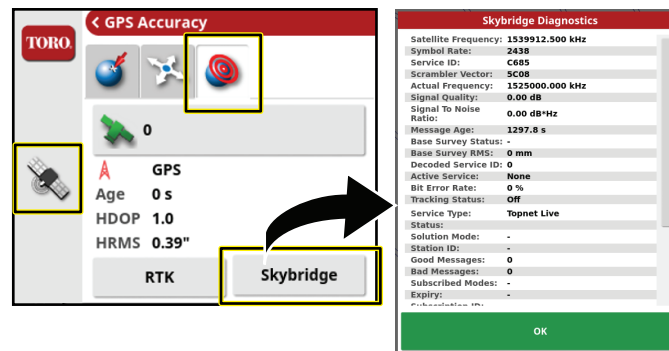 TORO.
< GPS Accuracy
0
GPS
Age 0 s
HDOP 1.0
HRMS 0.39"
RTK
Skybridge
Skybridge Diagnostics
Satellite Frequency: 1539912.500 kHz
Symbol Rate: 2438
Service ID: C685
Scrambler Vector: 5C08
Actual Frequency: 1525000.000 kHz
Signal Quality: 0.00 dB
Signal To Noise
Ratio: 0.00 dB*Hz
Message Age: 1297.8 s
Base Survey Status: -
Base Survey RMS: 0 mm
Decoded Service ID: 0
Active Service: None
Bit Error Rate: 0 %
Tracking Status: Off
Service Type: Topnet Live
Status:
Solution Mode: -
Station ID: -
Good Messages: 0
Bad Messages: 0
Subscribed Modes: -
Expiry: -
Subscription ID:
OK